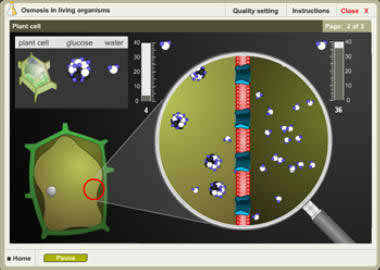 Osmosis in living organisms
Quality setting
Instructions
Close X
Plant cell
Page: 2 of 3
plant cell glucose water
40
30
20
10
0
4
40
30
20
10
0
36
Home
Pause